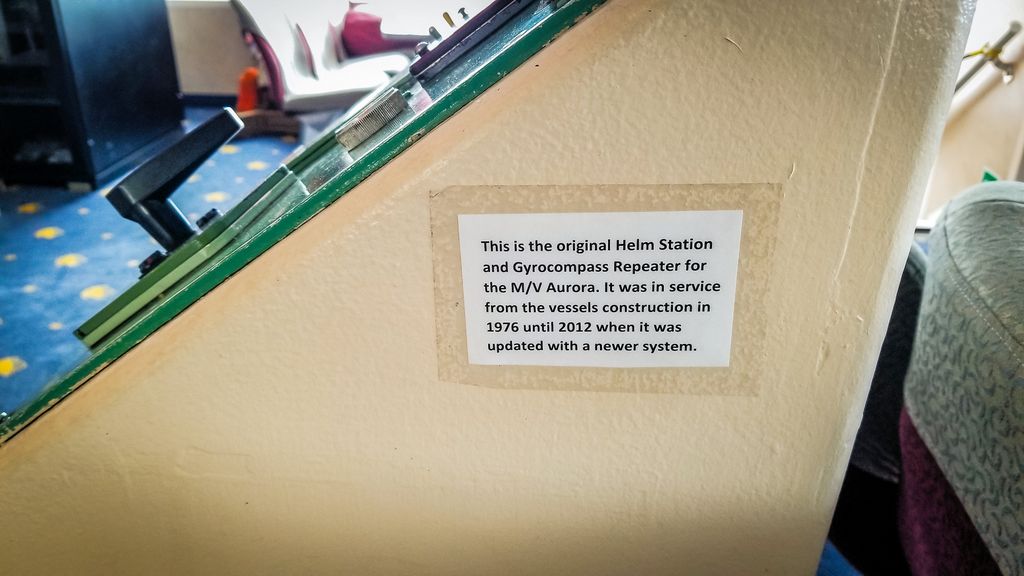 This is the original Helm Station
and Gyrocompass Repeater for
the M/V Aurora. It was in service
from the vessels construction in
1976 until 2012 when it was
updated with a newer system.